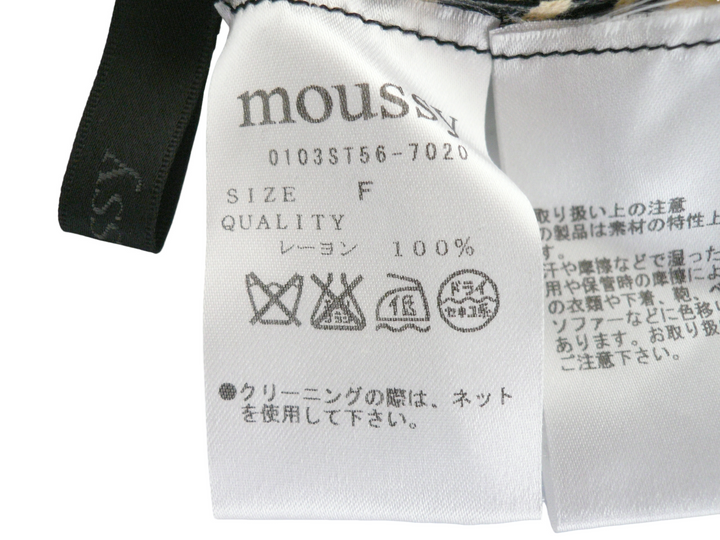 moussy
0103ST56-7020
SIZE F
QUALITY
レーヨン 100%
低
ドライ
セキユ系
●クリーニングの際は、ネット
を使用して下さい。
取り扱い上の注意
の製品は素材の特性上
す。
汗や摩擦などで湿った
用や保管時の摩擦によ
の衣類や下着、鞄、ベ
ソファーなどに色移り
あります。お取り扱
ご注意下さい。
ssy